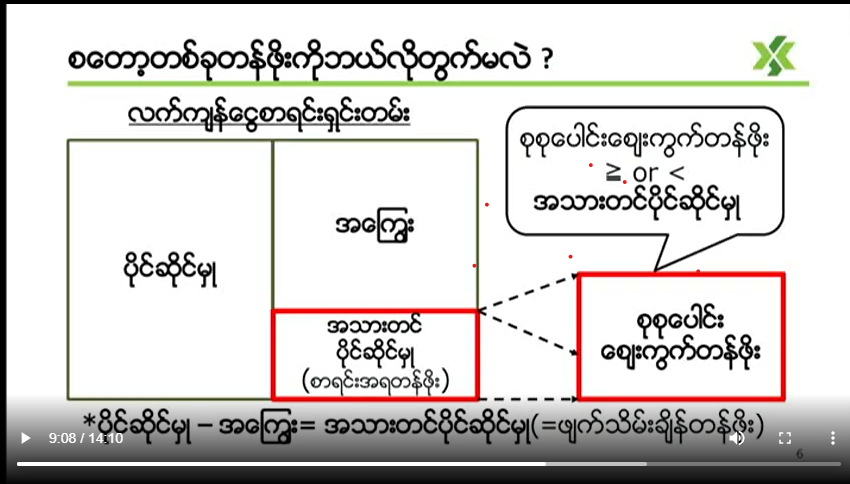 စတော့တစ်ခုတန်ဖိုးကိုဘယ်လိုတွက်မလဲ ?
လက်ကျန်ငွေစာရင်းရှင်းတမ်း
စုစုပေါင်းဈေးကွက်တန်ဖိုး
≧ or <
အသားတင်ပိုင်ဆိုင်မှု
အကြွေး
ပိုင်ဆိုင်မှု
အသားတင်
ပိုင်ဆိုင်မှု
(စာရင်းအရတန်ဖိုး)
စုစုပေါင်း
ဈေးကွက်တန်ဖိုး
*ပိုင်ဆိုင်မှု – အကြွေး= အသားတင်ပိုင်ဆိုင်မှု(=ဖျက်သိမ်းချိန်တန်ဖိုး)
9:08 / 14:10
6